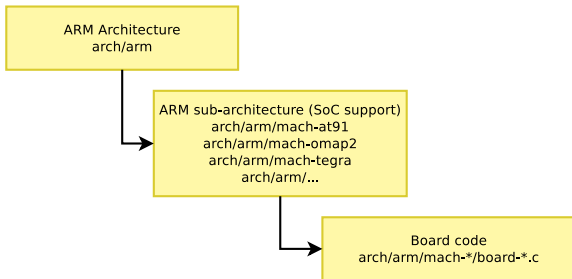 ARM Architecture
arch/arm
ARM sub-architecture (SoC support)
arch/arm/mach-at91
arch/arm/mach-omap2
arch/arm/mach-tegra
arch/arm/...
Board code
arch/arm/mach-*/board-*.c